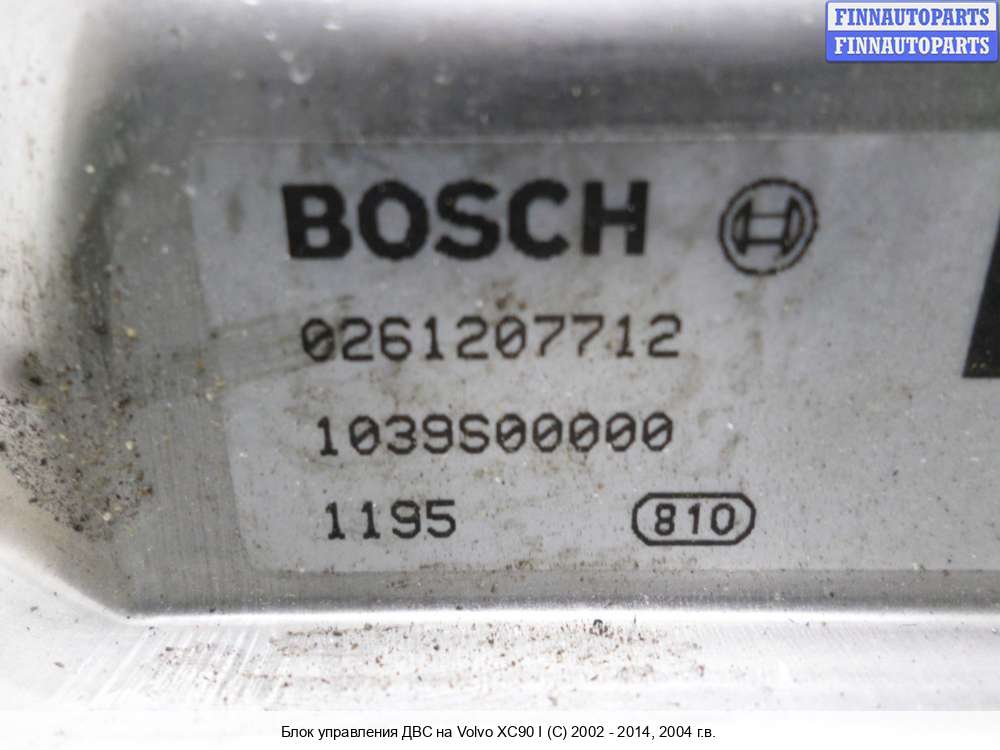 FINNAUTOPARTS
FINNAUTOPARTS
BOSCH
0261207712
1039S00000
1195 810
Блок управления ДВС на Volvo XC90 I (C) 2002 - 2014, 2004 г.в.